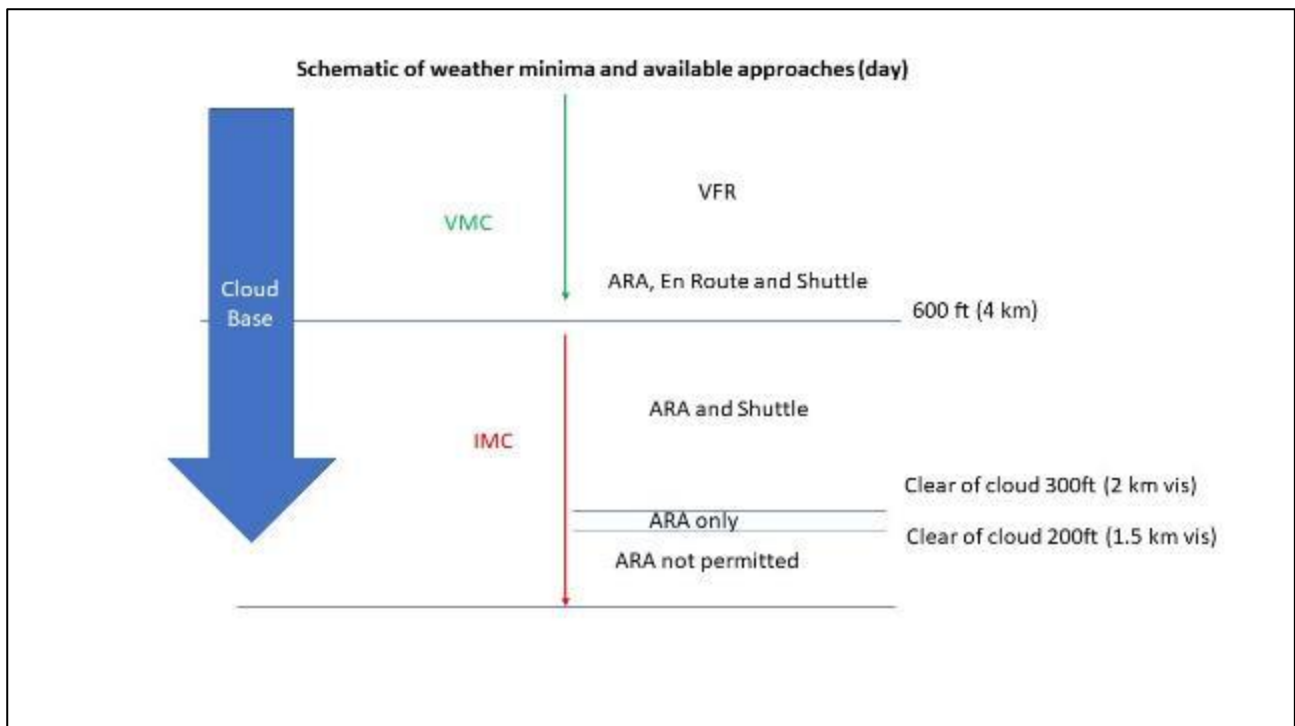 Schematic of weather minima and available approaches (day)
VFR
VMC
ARA, En Route and Shuttle
Cloud
Base
600 ft (4 km)
ARA and Shuttle
IMC
Clear of cloud 300ft (2 km vis)
ARA only
Clear of cloud 200ft (1.5 km vis)
ARA not permitted